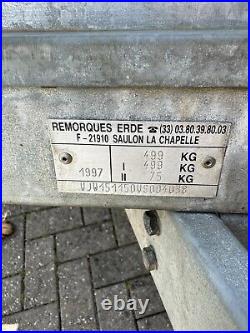 REMORQUES ERDE ☎ (33) 03.80.39.80.03
F - 21910 SAULON LA CHAPELLE
499 KG
1997 I 499 KG
II 75 KG